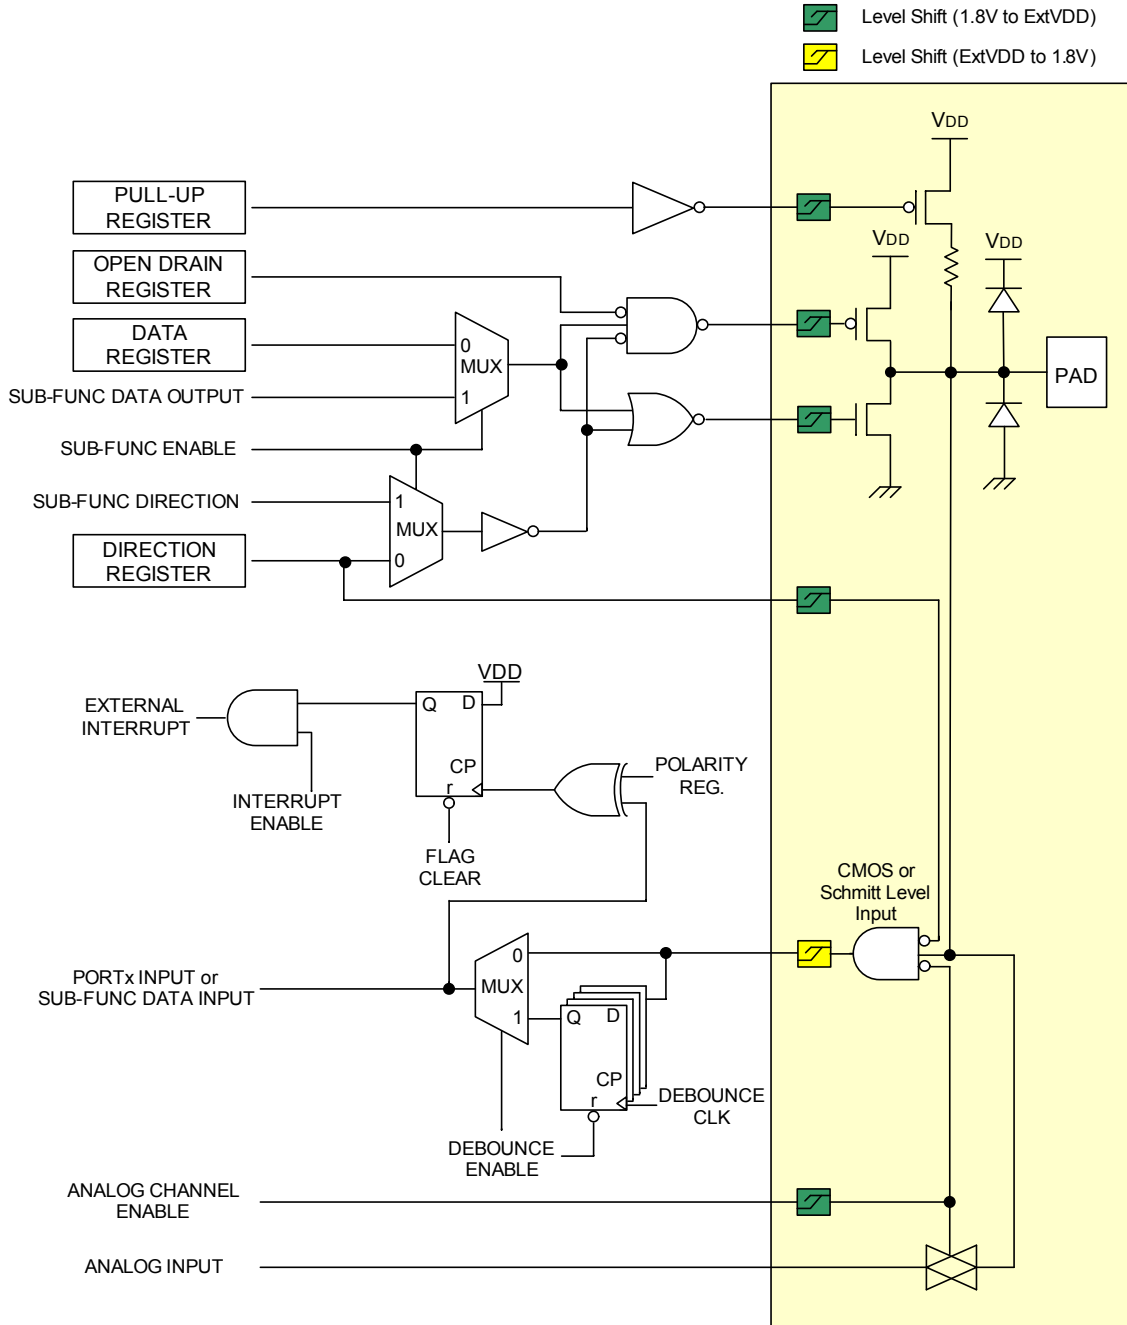 Level Shift (1.8V to ExtVDD)
Level Shift (ExtVDD to 1.8V)
VDD
PULL-UP
REGISTER
VDD
VDD
OPEN DRAIN
REGISTER
DATA
REGISTER
0
MUX
1
PAD
SUB-FUNC DATA OUTPUT
SUB-FUNC ENABLE
SUB-FUNC DIRECTION
1
MUX
0
DIRECTION
REGISTER
VDD
EXTERNAL
INTERRUPT
Q
D
CP
r
POLARITY
REG.
INTERRUPT
ENABLE
FLAG
CLEAR
CMOS or
Schmitt Level
Input
PORTx INPUT or
SUB-FUNC DATA INPUT
0
MUX
1
Q
D
CP
r
DEBOUNCE
CLK
DEBOUNCE
ENABLE
ANALOG CHANNEL
ENABLE
ANALOG INPUT